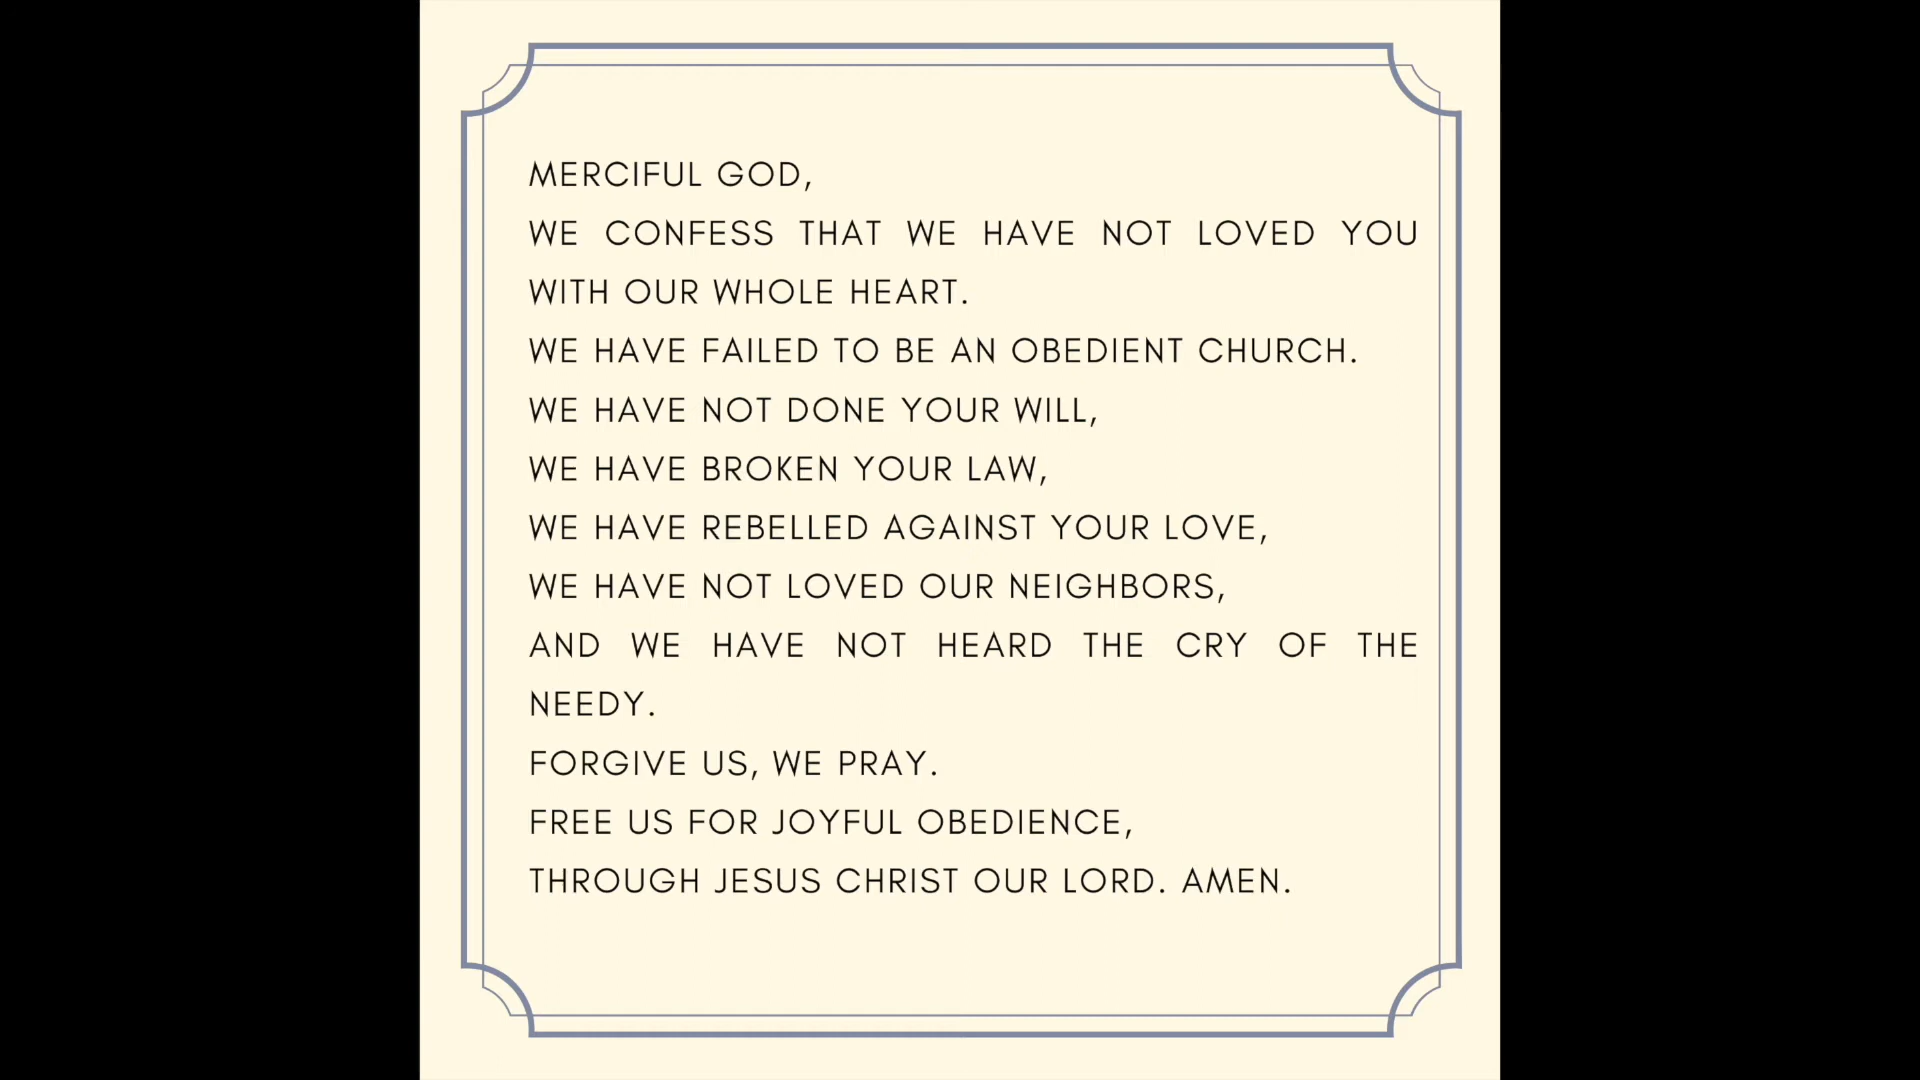 MERCIFUL GOD,
WE CONFESS THAT WE HAVE NOT LOVED YOU
WITH OUR WHOLE HEART.
WE HAVE FAILED TO BE AN OBEDIENT CHURCH.
WE HAVE NOT DONE YOUR WILL,
WE HAVE BROKEN YOUR LAW,
WE HAVE REBELLED AGAINST YOUR LOVE,
WE HAVE NOT LOVED OUR NEIGHBORS,
AND WE HAVE NOT HEARD THE CRY OF THE
NEEDY.
FORGIVE US, WE PRAY.
FREE US FOR JOYFUL OBEDIENCE,
THROUGH JESUS CHRIST OUR LORD. AMEN.